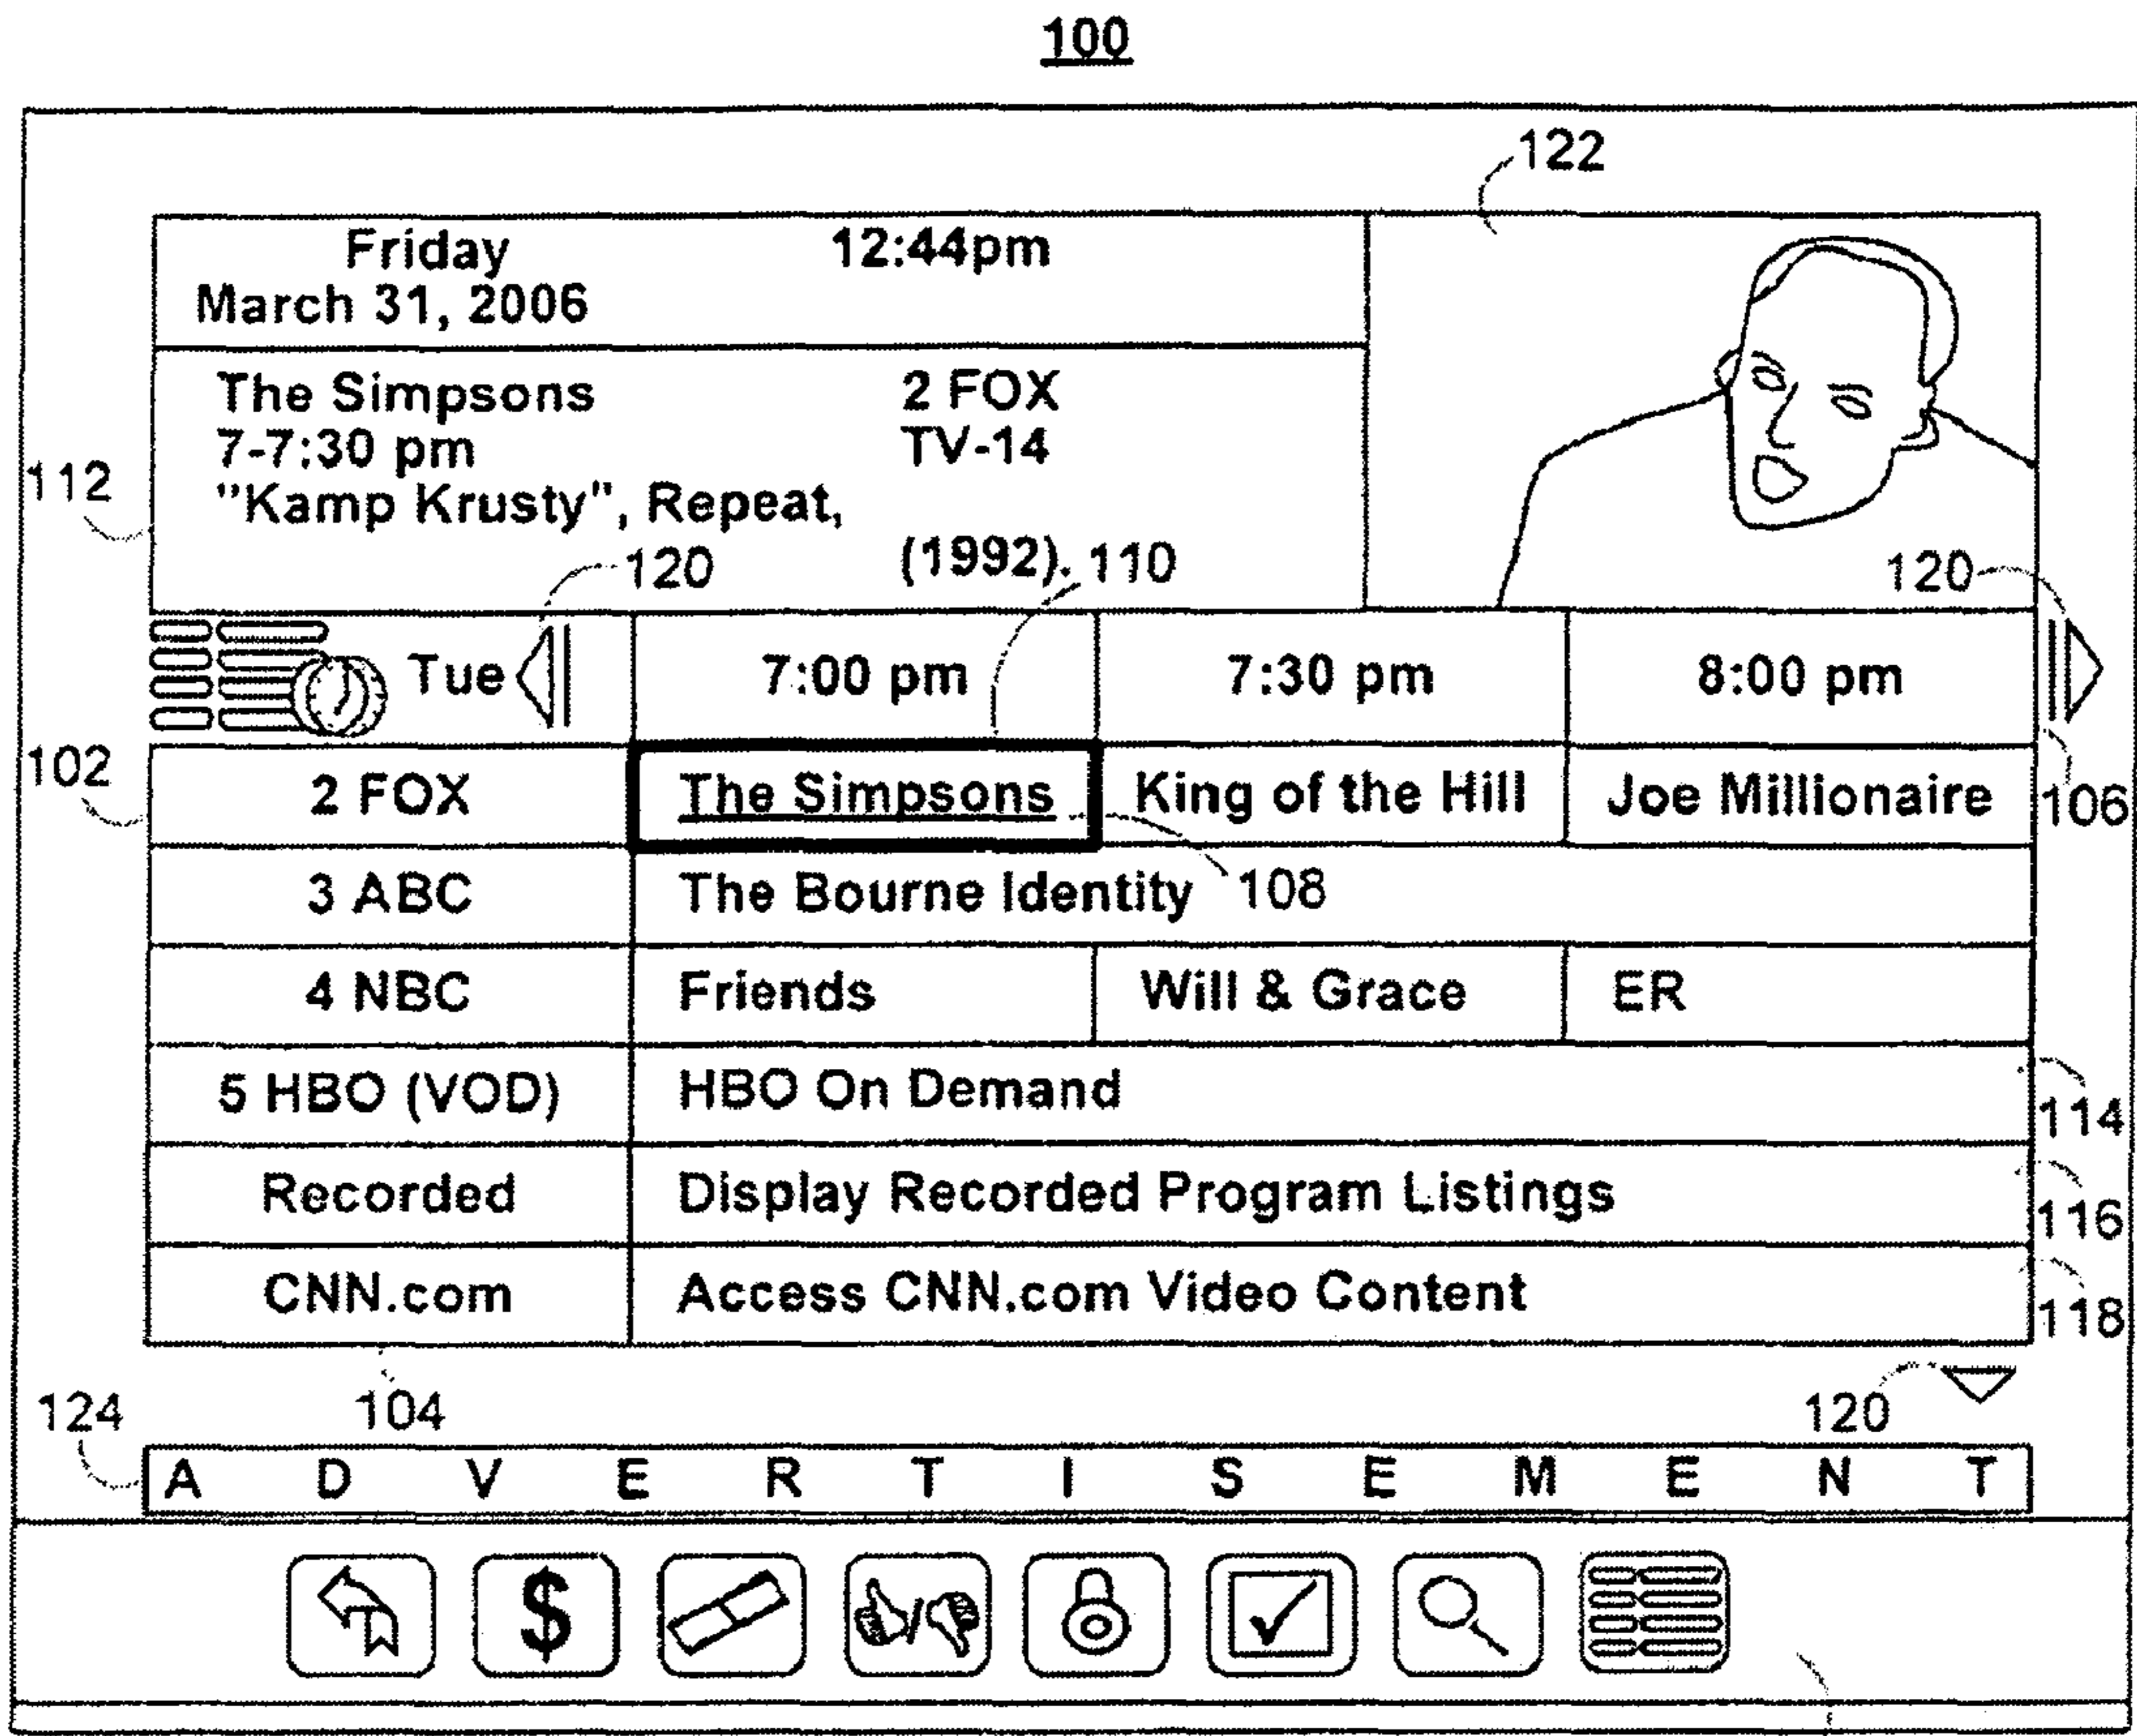 100
122
Friday 12:44pm
March 31, 2006
The Simpsons 2 FOX
7-7:30 pm TV-14
112
"Kamp Krusty", Repeat,
(1992).
120 110 120
Tue 7:00 pm 7:30 pm 8:00 pm
102
2 FOX The Simpsons King of the Hill Joe Millionaire
106
3 ABC The Bourne Identity 108
4 NBC Friends Will & Grace ER
5 HBO (VOD) HBO On Demand
114
Recorded Display Recorded Program Listings
116
CNN.com Access CNN.com Video Content
118
124 104 120
A D V E R T I S E M E N T
$